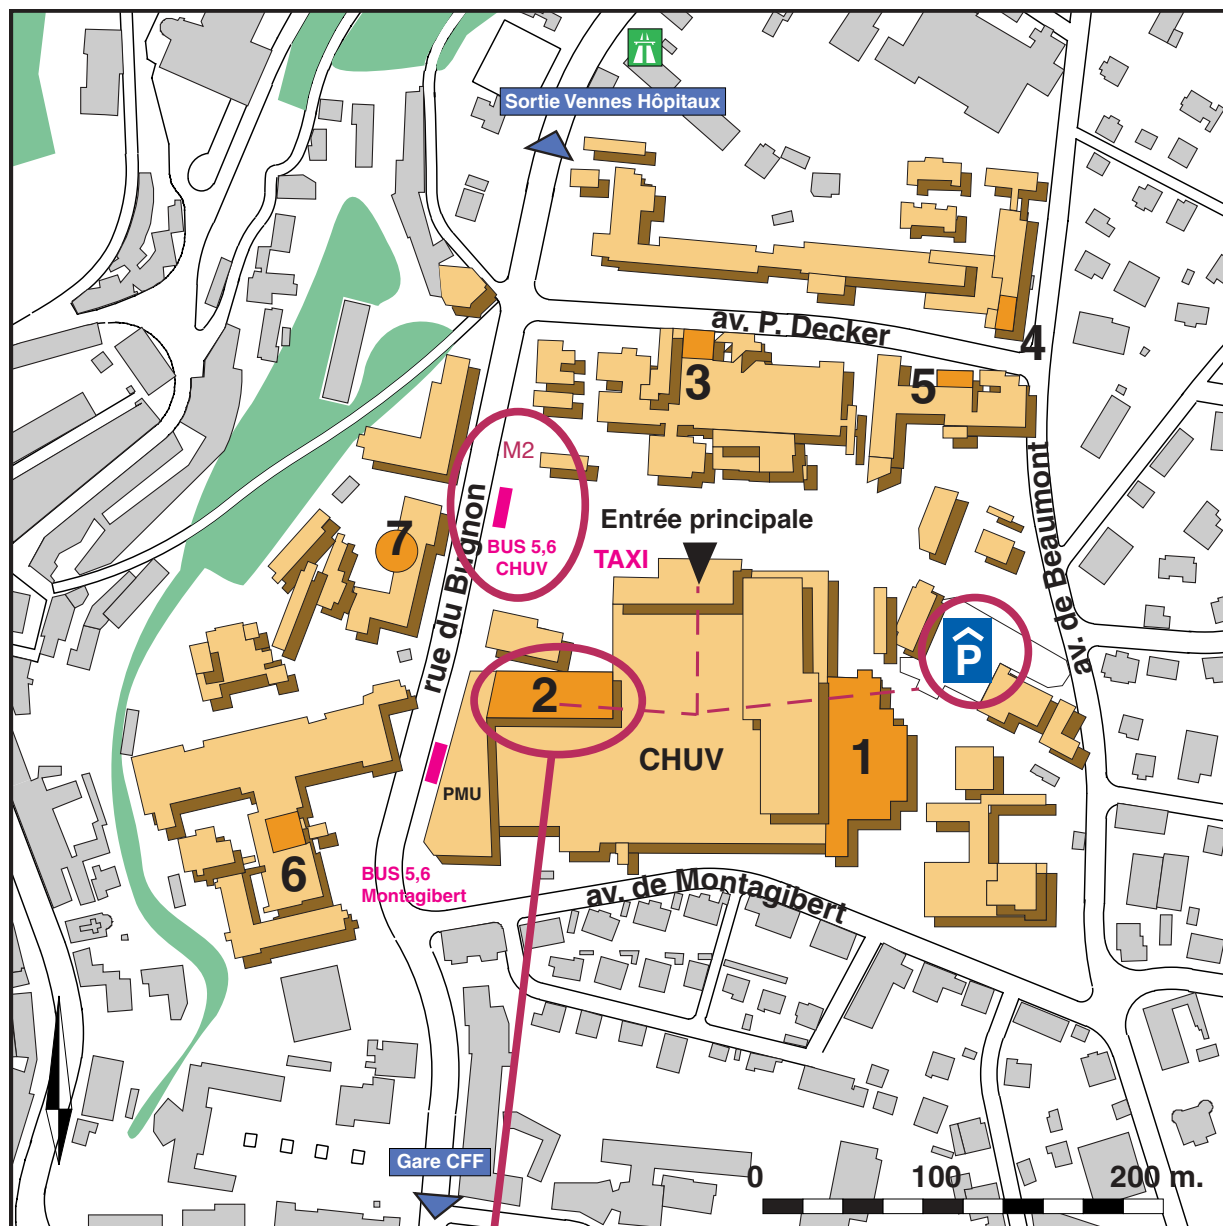 Sortie Vennes Hôpitaux
av. P. Decker
4
3
5
M2
Entrée principale
7
BUS 5,6
CHUV
TAXI
rue du Bugnon
av. de Beaumont
P
2
CHUV
1
PMU
6
BUS 5,6
Montagibert
av. de Montagibert
Gare CFF
0 100 200 m.